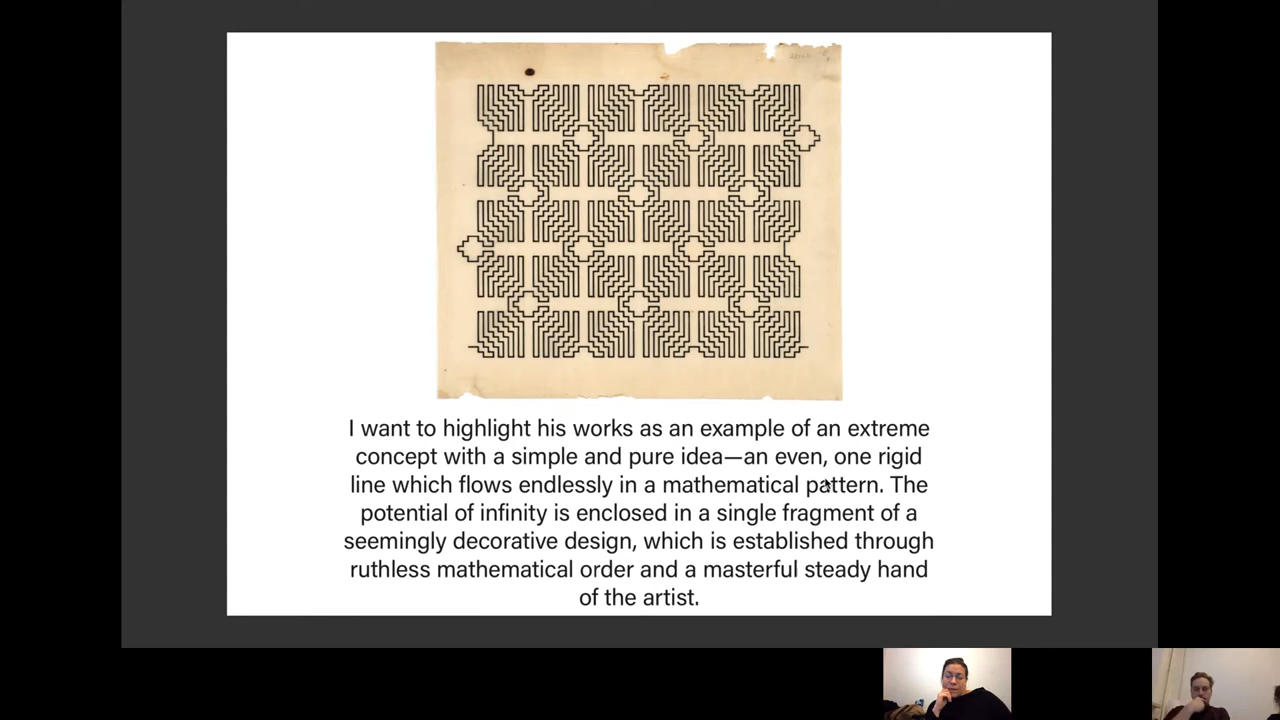 I want to highlight his works as an example of an extreme
concept with a simple and pure idea—an even, one rigid
line which flows endlessly in a mathematical pattern. The
potential of infinity is enclosed in a single fragment of a
seemingly decorative design, which is established through
ruthless mathematical order and a masterful steady hand
of the artist.